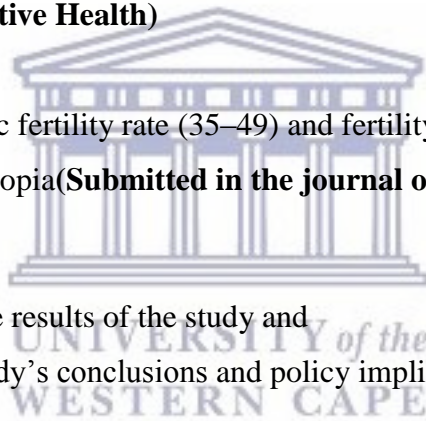 tive Health)
c fertility rate (35–49) and fertility
opia(Submitted in the journal o
e results of the study and
UNIVERSITY of the
dy’s conclusions and policy impli
WESTERN CAPE